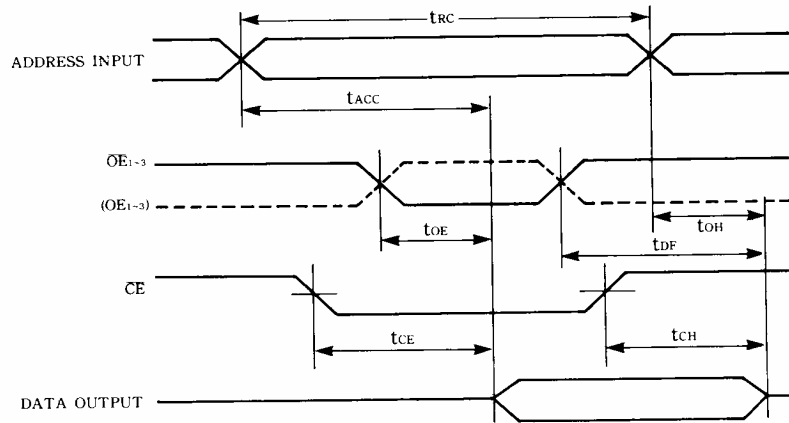 tRC
ADDRESS INPUT
tACC
OE1-3
(OE1-3)
tOE
tOH
tDF
CE
tCE
tCH
DATA OUTPUT